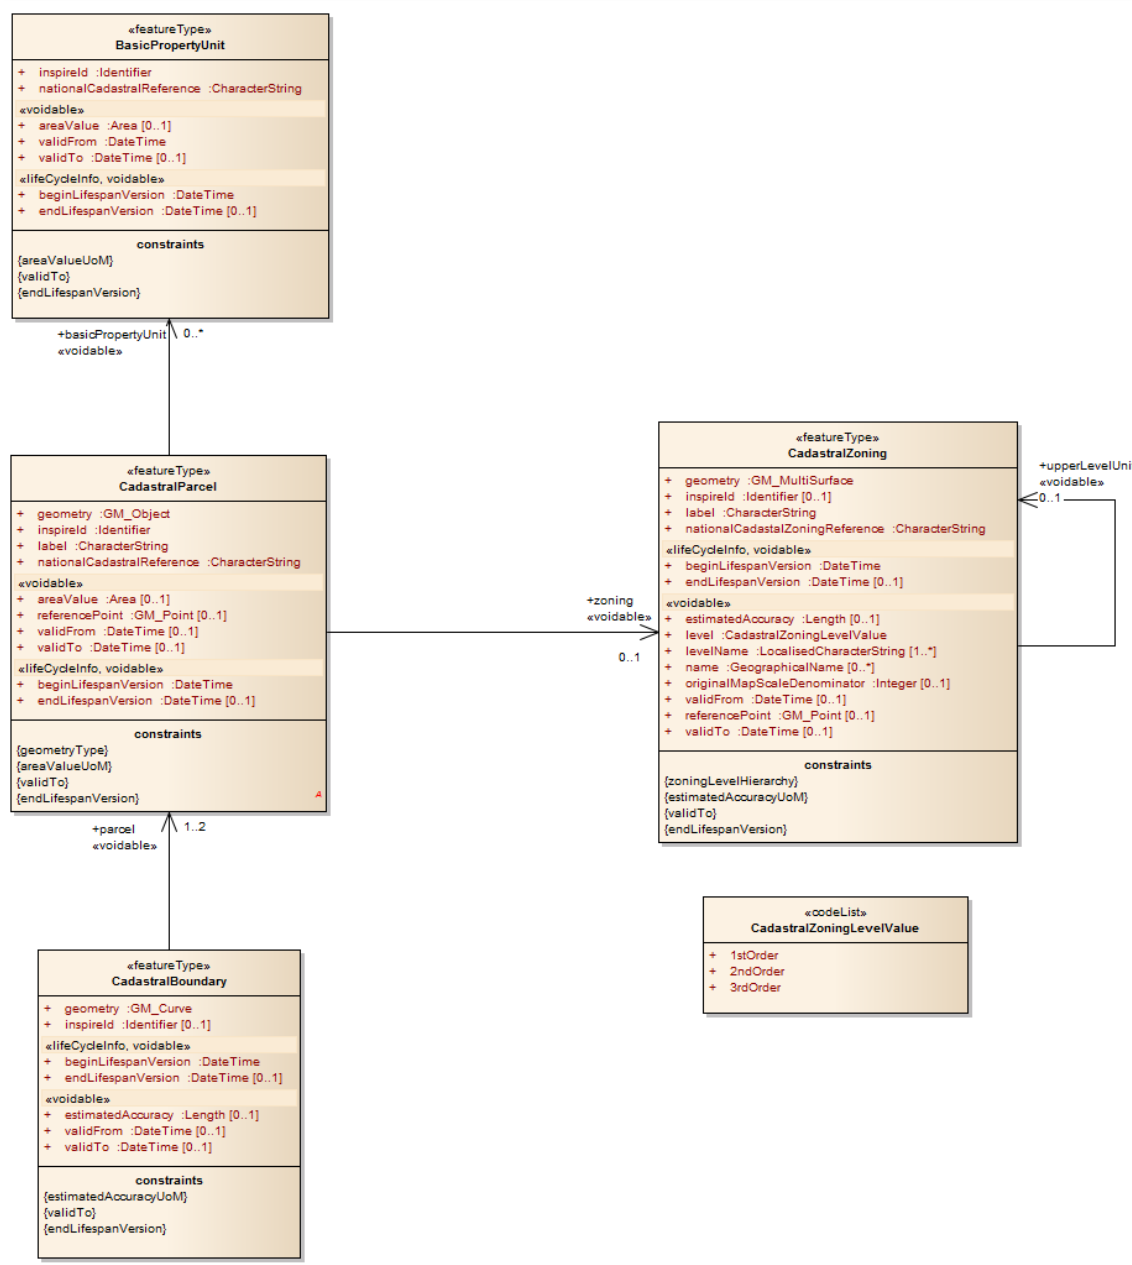 «featureType»
BasicPropertyUnit
+ inspireId :Identifier
+ nationalCadastralReference :CharacterString
«voidable»
+ areaValue :Area [0..1]
+ validFrom :DateTime
+ validTo :DateTime [0..1]
«lifeCycleInfo, voidable»
+ beginLifespanVersion :DateTime
+ endLifespanVersion :DateTime [0..1]
constraints
{areaValueUoM}
{validTo}
{endLifespanVersion}
+basicPropertyUnit 0..*
«voidable»
«featureType»
CadastralParcel
+ geometry :GM_Object
+ inspireId :Identifier
+ label :CharacterString
+ nationalCadastralReference :CharacterString
«voidable»
+ areaValue :Area [0..1]
+ referencePoint :GM_Point [0..1]
+ validFrom :DateTime [0..1]
+ validTo :DateTime [0..1]
«lifeCycleInfo, voidable»
+ beginLifespanVersion :DateTime
+ endLifespanVersion :DateTime [0..1]
constraints
{geometryType}
{areaValueUoM}
{validTo}
{endLifespanVersion}
A
+zoning
«voidable»
0..1
«featureType»
CadastralZoning
+ geometry :GM_MultiSurface
+ inspireId :Identifier [0..1]
+ label :CharacterString
+ nationalCadastalZoningReference :CharacterString
«lifeCycleInfo, voidable»
+ beginLifespanVersion :DateTime
+ endLifespanVersion :DateTime [0..1]
«voidable»
+ estimatedAccuracy :Length [0..1]
+ level :CadastralZoningLevelValue
+ levelName :LocalisedCharacterString [1..*]
+ name :GeographicalName [0..*]
+ originalMapScaleDenominator :Integer [0..1]
+ validFrom :DateTime [0..1]
+ referencePoint :GM_Point [0..1]
+ validTo :DateTime [0..1]
constraints
{zoningLevelHierarchy}
{estimatedAccuracyUoM}
{validTo}
{endLifespanVersion}
+upperLevelUni
«voidable»
0..1
+parcel 1..2
«voidable»
«featureType»
CadastralBoundary
+ geometry :GM_Curve
+ inspireId :Identifier [0..1]
«lifeCycleInfo, voidable»
+ beginLifespanVersion :DateTime
+ endLifespanVersion :DateTime [0..1]
«voidable»
+ estimatedAccuracy :Length [0..1]
+ validFrom :DateTime [0..1]
+ validTo :DateTime [0..1]
constraints
{estimatedAccuracyUoM}
{validTo}
{endLifespanVersion}
«codeList»
CadastralZoningLevelValue
+ 1stOrder
+ 2ndOrder
+ 3rdOrder